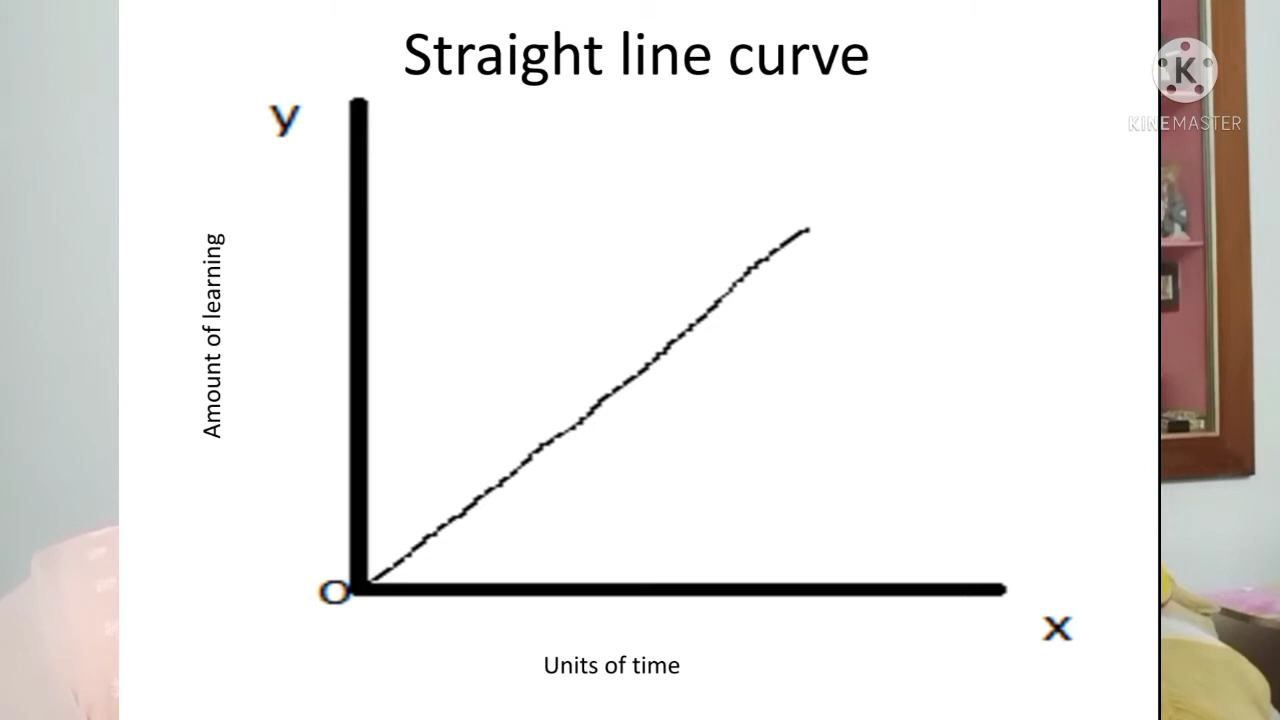 Straight line curve
y
Amount of learning
O
x
Units of time
K
KINEMASTER